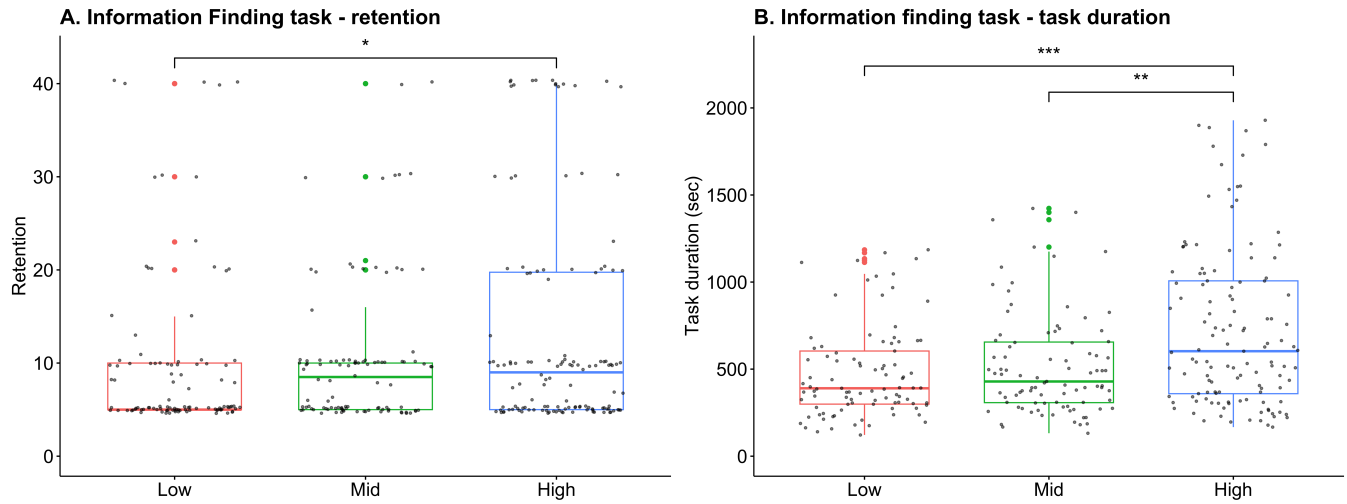 A. Information Finding task - retention
*
Retention
40
30
20
10
0
Low Mid High
B. Information finding task - task duration
***
**
Task duration (sec)
2000
1500
1000
500
0
Low Mid High